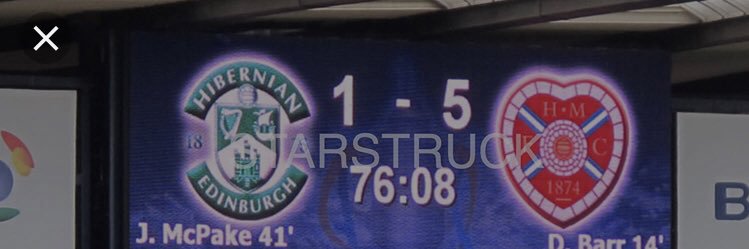 HIBERNIAN
18
EDINBURGH
1 - 5
H • M
C
1874
STARSTRUCK
76:08
J. McPake 41'
D. Barr 14'
B